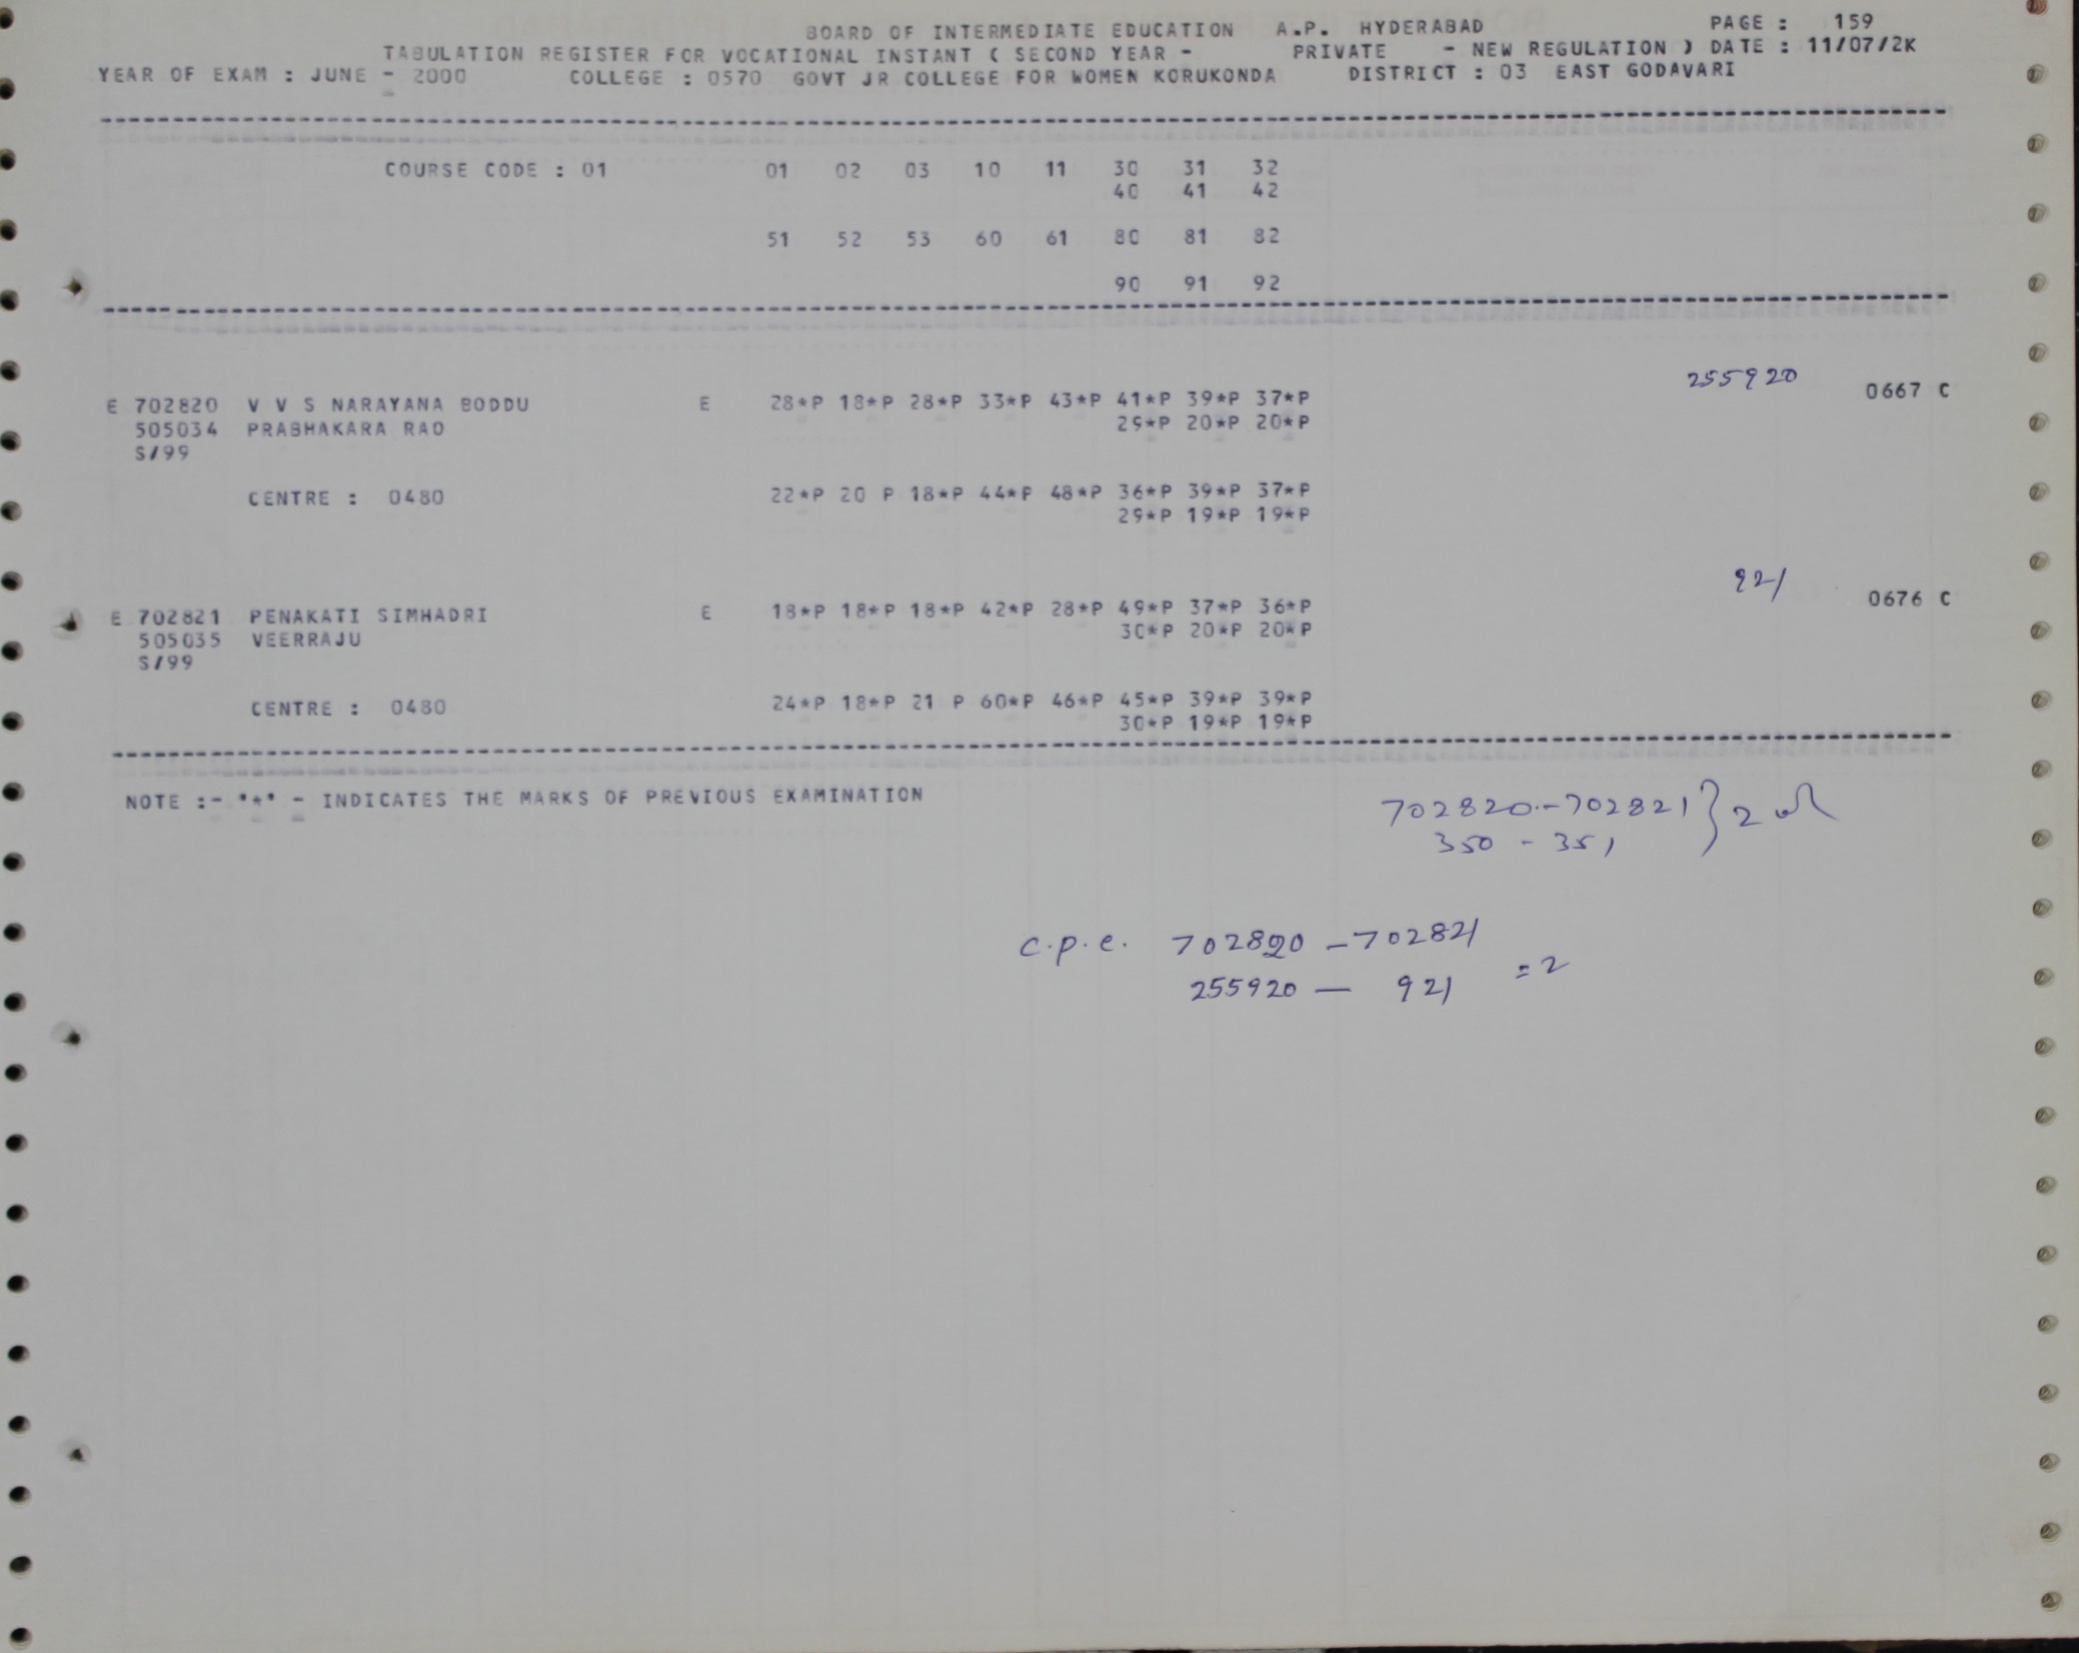 BOARD OF INTERMEDIATE EDUCATION A.P. HYDERABAD PAGE : 159
TABULATION REGISTER FOR VOCATIONAL INSTANT ( SECOND YEAR - PRIVATE - NEW REGULATION ) DATE : 11/07/2K
YEAR OF EXAM : JUNE - 2000 COLLEGE : 0570 GOVT JR COLLEGE FOR WOMEN KORUKONDA DISTRICT : 03 EAST GODAVARI
COURSE CODE : 01 01 02 03 10 11 30 31 32
40 41 42
51 52 53 60 61 80 81 82
90 91 92
255920
E 702820 V V S NARAYANA BODDU E 28*P 18*P 28*P 33*P 43*P 41*P 39*P 37*P 0667 C
505034 PRABHAKARA RAO 29*P 20*P 20*P
S/99
CENTRE : 0480 22*P 20 P 18*P 44*P 48*P 36*P 39*P 37*P
29*P 19*P 19*P
921
E 702821 PENAKATI SIMHADRI E 18*P 18*P 18*P 42*P 28*P 49*P 37*P 36*P 0676 C
505035 VEERRAJU 30*P 20*P 20*P
S/99
CENTRE : 0480 24*P 18*P 21 P 60*P 46*P 45*P 39*P 39*P
30*P 19*P 19*P
NOTE :- "*" - INDICATES THE MARKS OF PREVIOUS EXAMINATION
702820-702821 } 2
350 - 351
c.p.e. 702820 - 702821
255920 — 921 = 2